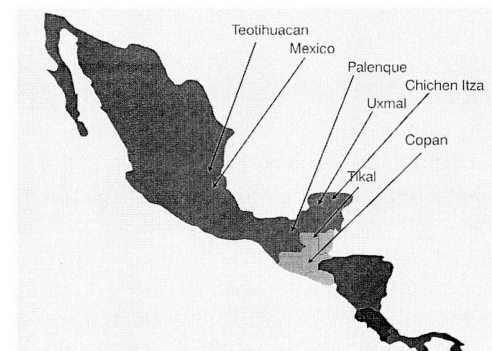 Teotihuacan
Mexico
Palenque
Chichen Itza
Uxmal
Copan
Tikal